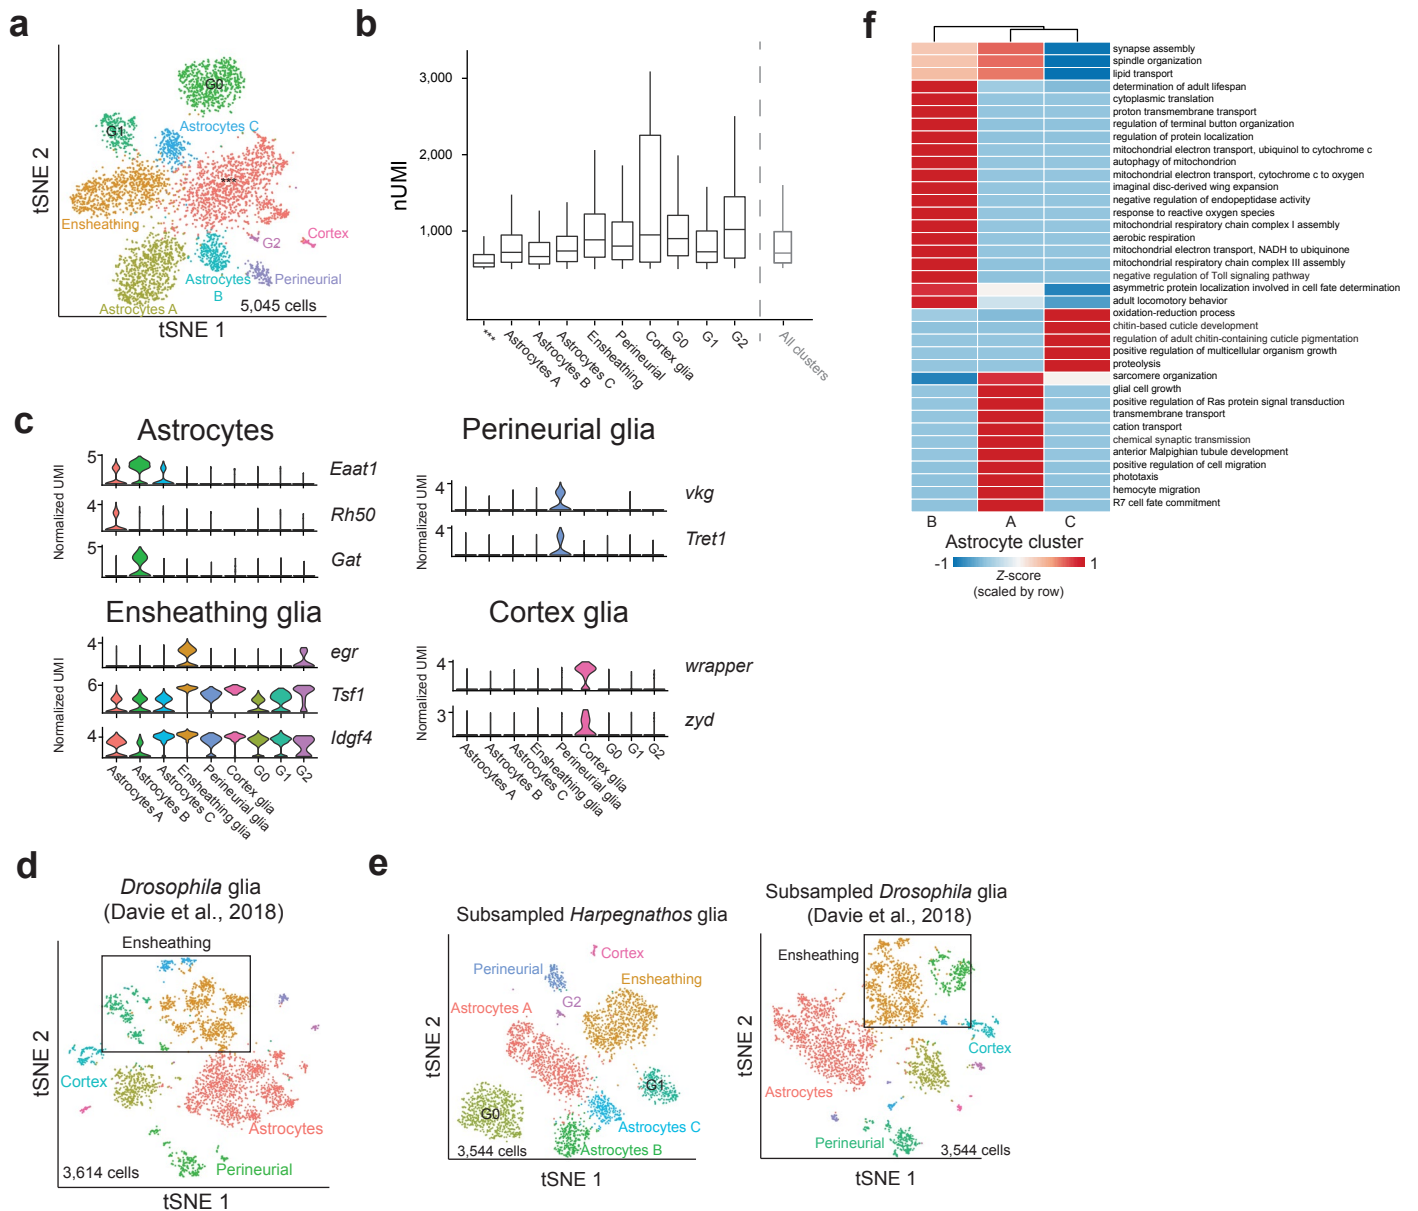 a
tSNE 2
G0
G1
Astrocytes C
***
Ensheathing
G2
Cortex
Astrocytes
B
Perineurial
Astrocytes A
5,045 cells
tSNE 1
b
nUMI
3,000
2,000
1,000
***
Astrocytes A
Astrocytes B
Astrocytes C
Ensheathing
Perineurial
Cortex glia
G0
G1
G2
All clusters
c
Astrocytes
Normalized UMI
5
Eaat1
4
Rh50
5
Gat
Perineurial glia
Normalized UMI
4
vkg
4
Tret1
Ensheathing glia
Normalized UMI
4
egr
6
Tsf1
4
Idgf4
Astrocytes A
Astrocytes B
Astrocytes C
Ensheathing glia
Perineurial glia
Cortex glia
G0
G1
G2
Cortex glia
Normalized UMI
4
wrapper
3
zyd
Astrocytes A
Astrocytes B
Astrocytes C
Ensheathing glia
Perineurial glia
Cortex glia
G0
G1
G2
d
Drosophila glia
(Davie et al., 2018)
Ensheathing
tSNE 2
Cortex
Astrocytes
Perineurial
3,614 cells
tSNE 1
e
Subsampled Harpegnathos glia
tSNE 2
Cortex
Perineurial
Ensheathing
G2
Astrocytes A
G1
G0
Astrocytes C
Astrocytes B
3,544 cells
tSNE 1
Subsampled Drosophila glia
(Davie et al., 2018)
Ensheathing
tSNE 2
Cortex
Astrocytes
Perineurial
3,544 cells
tSNE 1
f
synapse assembly
spindle organization
lipid transport
determination of adult lifespan
cytoplasmic translation
proton transmembrane transport
regulation of terminal button organization
regulation of protein localization
mitochondrial electron transport, ubiquinol to cytochrome c
autophagy of mitochondrion
mitochondrial electron transport, cytochrome c to oxygen
imaginal disc-derived wing expansion
negative regulation of endopeptidase activity
response to reactive oxygen species
mitochondrial respiratory chain complex I assembly
aerobic respiration
mitochondrial electron transport, NADH to ubiquinone
mitochondrial respiratory chain complex III assembly
negative regulation of Toll signaling pathway
asymmetric protein localization involved in cell fate determination
adult locomotory behavior
oxidation-reduction process
chitin-based cuticle development
regulation of adult chitin-containing cuticle pigmentation
positive regulation of multicellular organism growth
proteolysis
sarcomere organization
glial cell growth
positive regulation of Ras protein signal transduction
transmembrane transport
cation transport
chemical synaptic transmission
anterior Malpighian tubule development
positive regulation of cell migration
phototaxis
hemocyte migration
R7 cell fate commitment
B A C
Astrocyte cluster
-1 1
Z-score
(scaled by row)